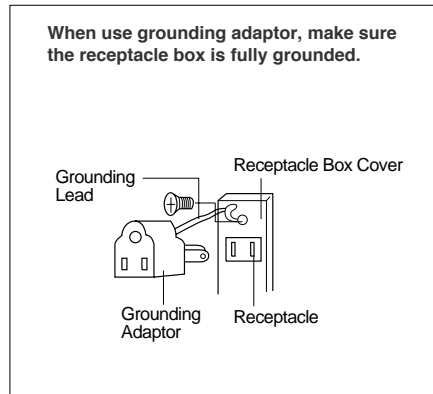 When use grounding adaptor, make sure
the receptacle box is fully grounded.
Grounding
Lead
Receptacle Box Cover
Grounding
Adaptor
Receptacle